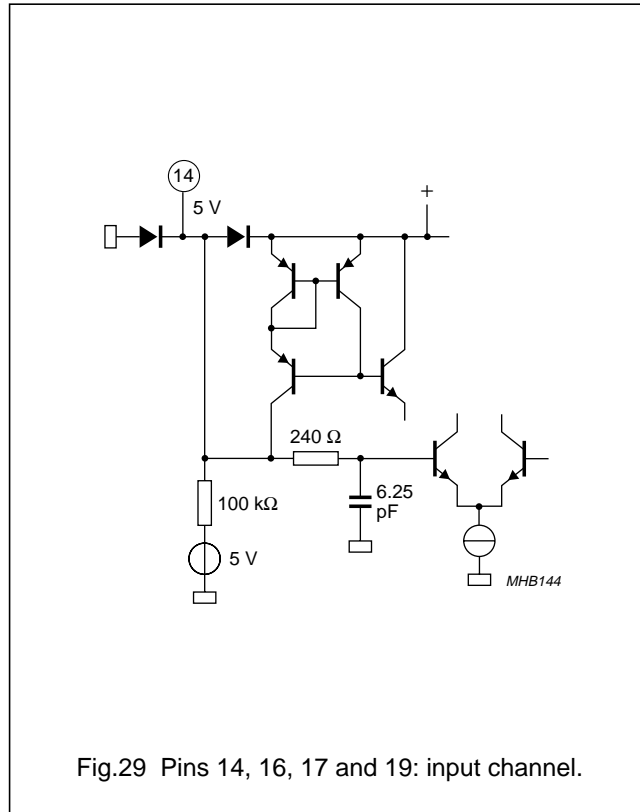 14
5 V
+
240 Ω
6.25
pF
100 kΩ
5 V
MHB144
Fig.29 Pins 14, 16, 17 and 19: input channel.